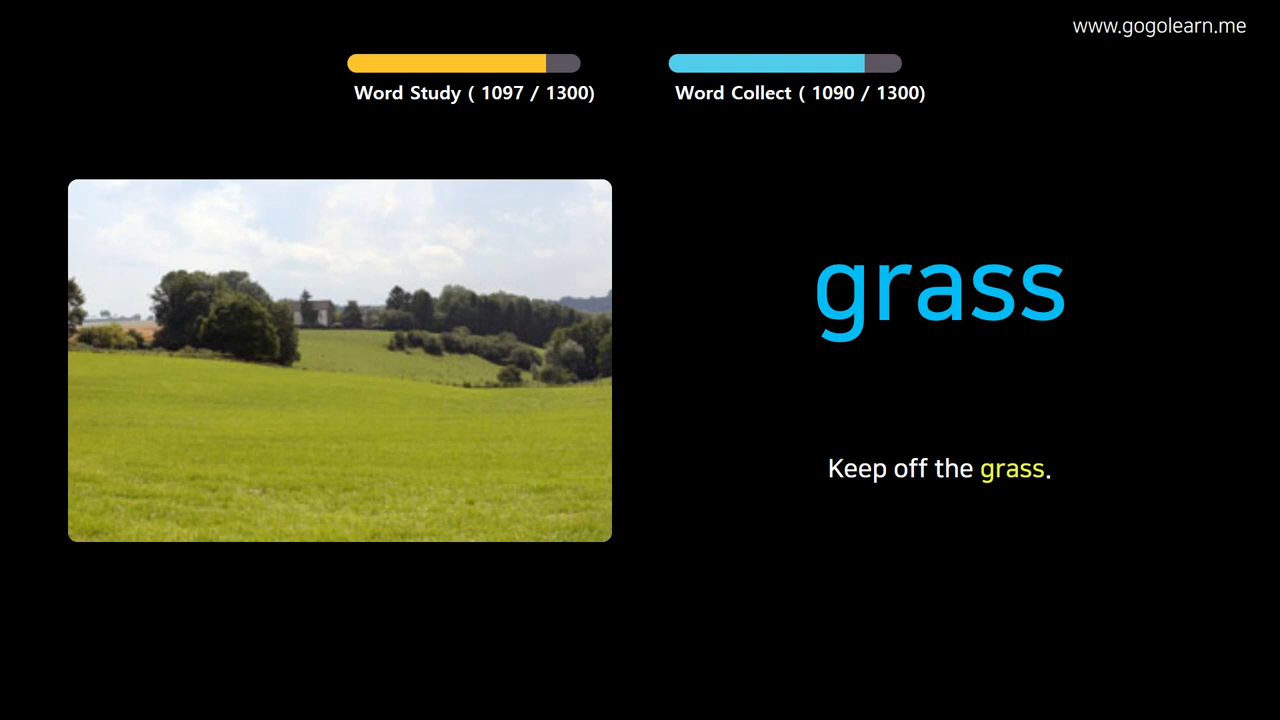 www.gogolearn.me
Word Study ( 1097 / 1300)
Word Collect ( 1090 / 1300)
grass
Keep off the grass.